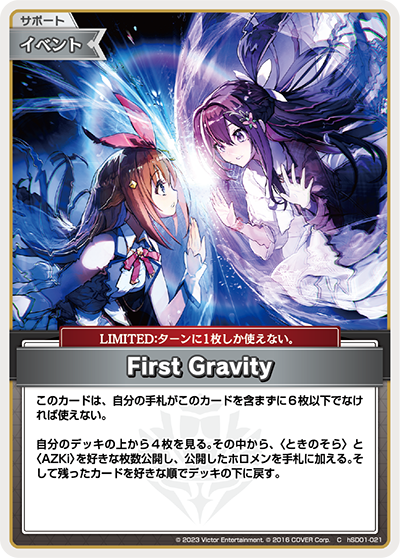 サポート
イベント
LIMITED:ターンに1枚しか使えない。
First Gravity
このカードは、自分の手札がこのカードを含まずに6枚以下でなけ
れば使えない。
自分のデッキの上から4枚を見る。その中から、〈ときのそら〉と
〈AZKi〉を好きな枚数公開し、公開したホロメンを手札に加える。そ
して残ったカードを好きな順でデッキの下に戻す。
© 2023 Victor Entertainment. © 2016 COVER Corp. C hSD01-021